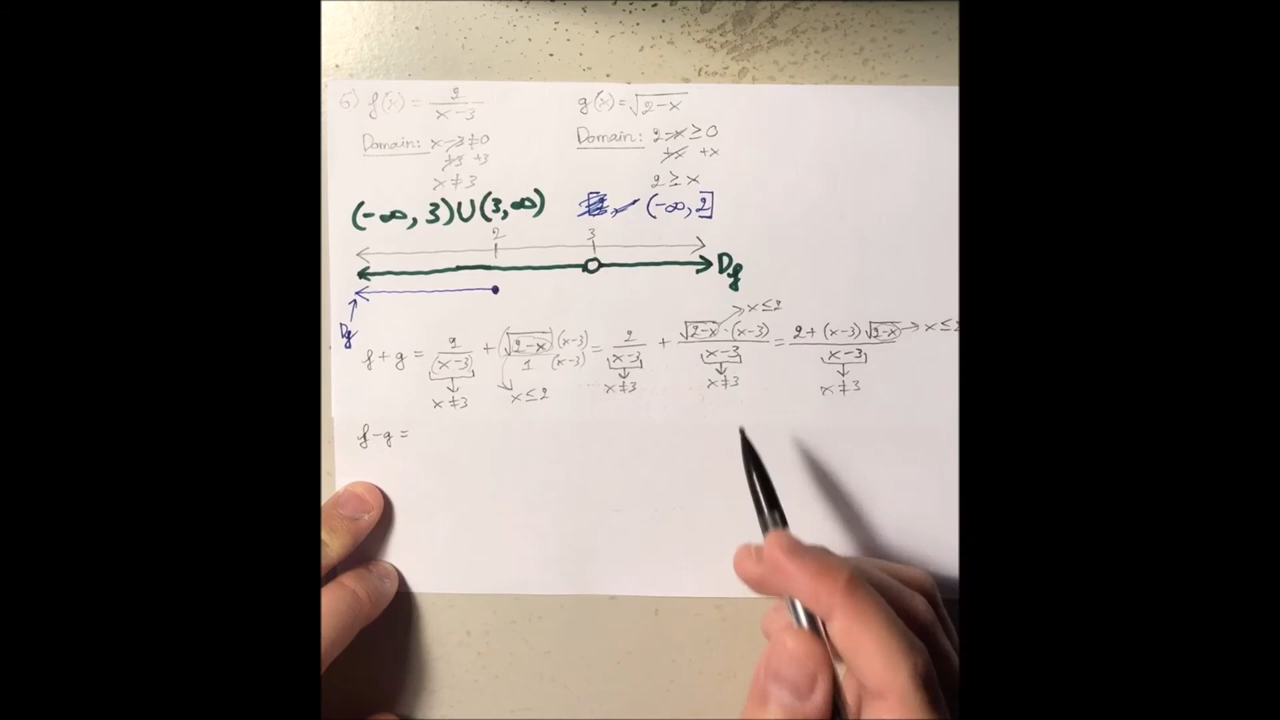 6) f(x) = 2/(x-3) g(x) = √(2-x)
Domain: x-3≠0 Domain: 2-x≥0
+3 +3 +x +x
x≠3 2≥x
(-∞, 3)∪(3,∞) (-∞, 2]
2 3
Df
Dg
f+g = 2/(x-3) + √(2-x)/1 (x-3)/(x-3) = 2/(x-3) + √(2-x)·(x-3)/(x-3) = 2+(x-3)√(2-x)/(x-3)
x≤2 x≤2
x≠3 x≤2 x≠3 x≠3 x≠3
f-g =